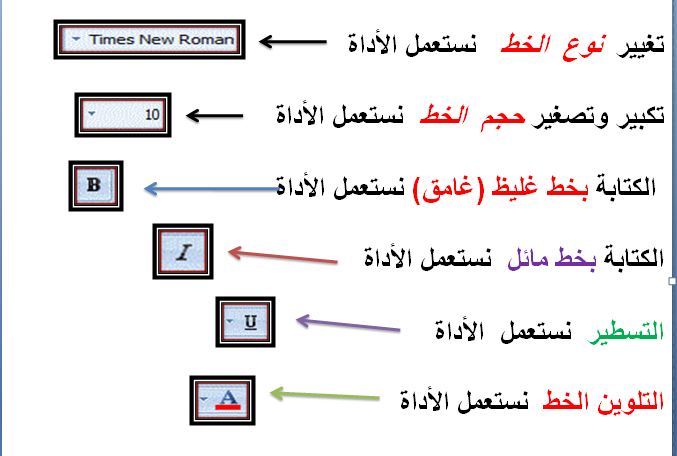 تغيير نوع الخط نستعمل الأداة Times New Roman
تكبير وتصغير حجم الخط نستعمل الأداة 10
الكتابة بخط غليظ (غامق) نستعمل الأداة B
الكتابة بخط مائل نستعمل الأداة I
التسطير نستعمل الأداة U
التلوين الخط نستعمل الأداة A